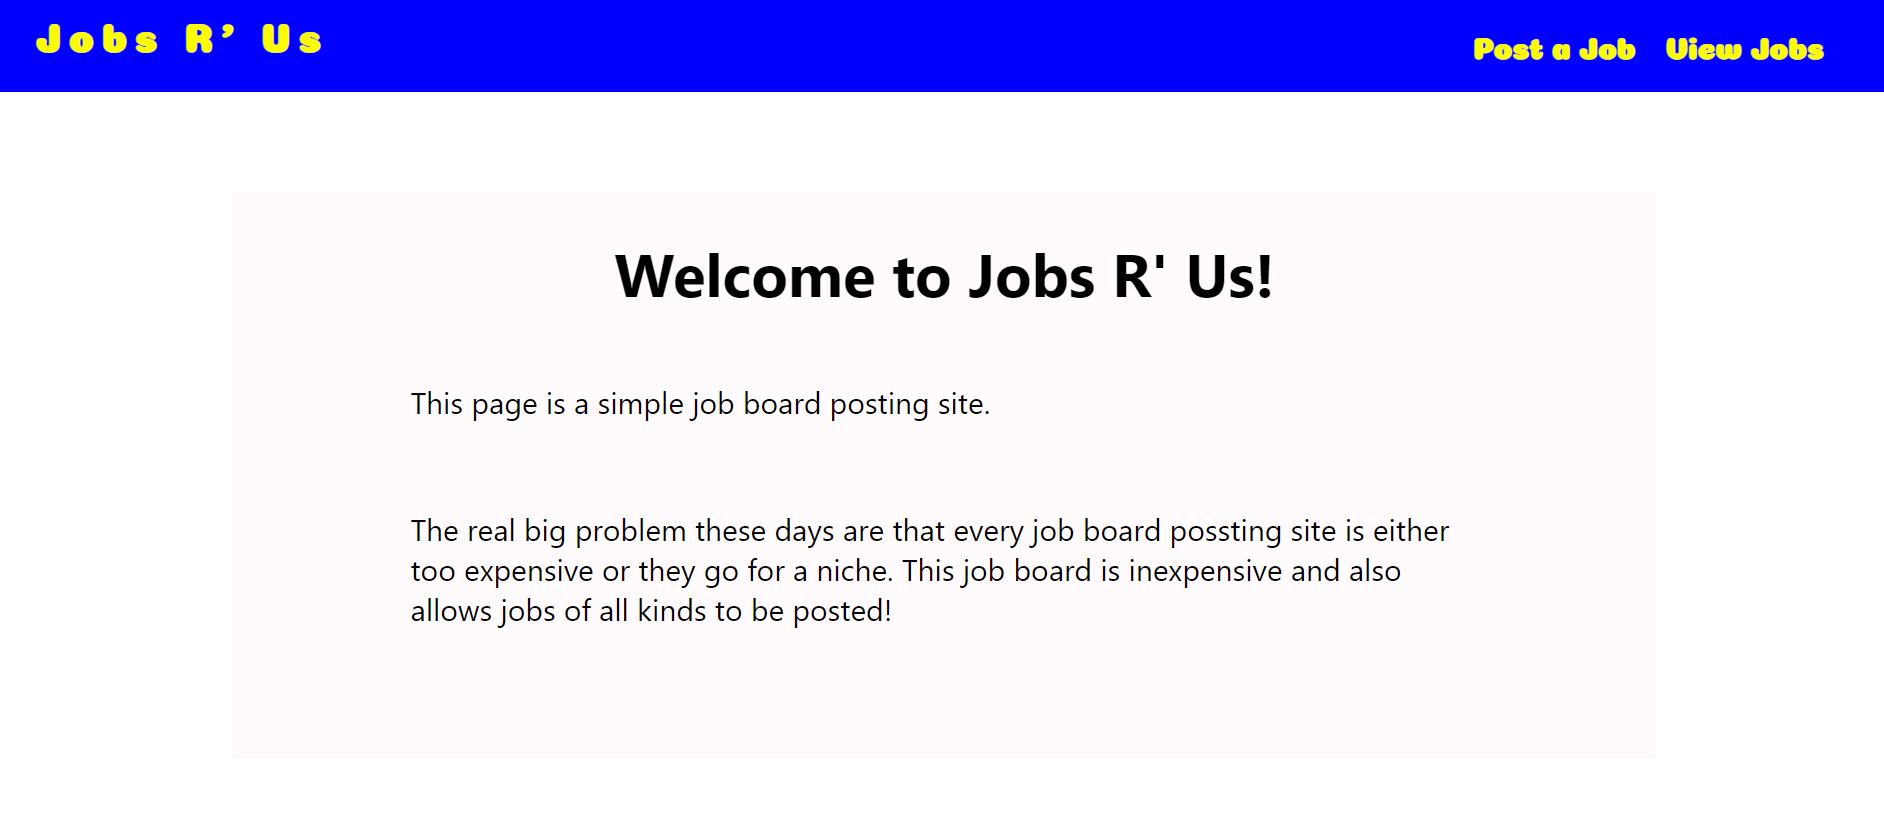 Jobs R’ Us
Post a Job View Jobs
Welcome to Jobs R' Us!
This page is a simple job board posting site.
The real big problem these days are that every job board possting site is either
too expensive or they go for a niche. This job board is inexpensive and also
allows jobs of all kinds to be posted!